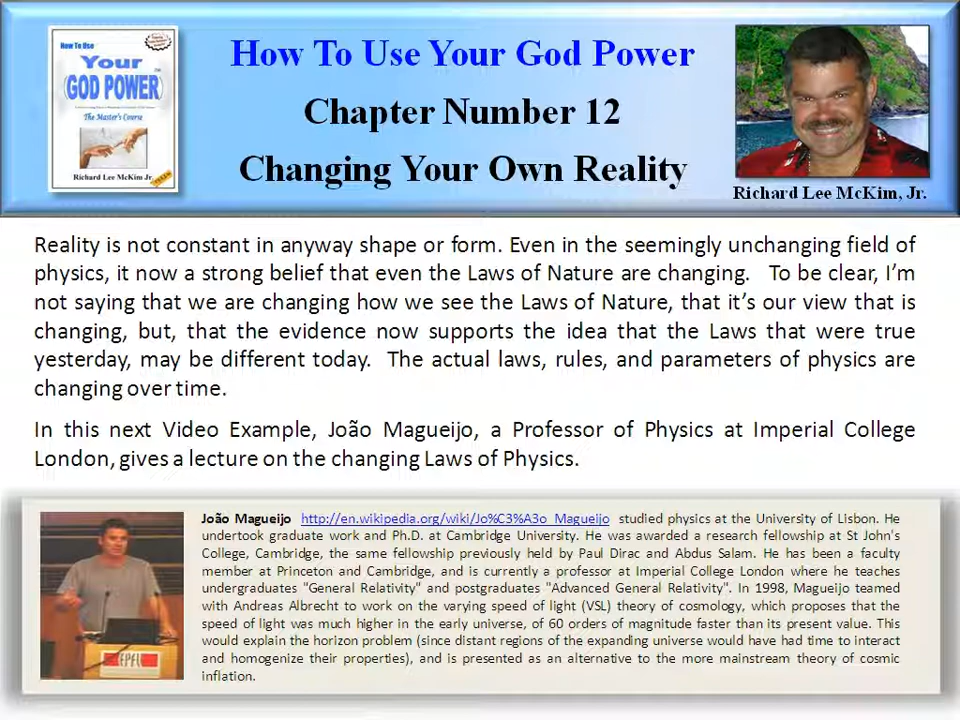 How To Use
Your
(GOD POWER)
The Master's Course
Richard Lee McKim Jr.
How To Use Your God Power
Chapter Number 12
Changing Your Own Reality
Richard Lee McKim, Jr.
Reality is not constant in anyway shape or form. Even in the seemingly unchanging field of
physics, it now a strong belief that even the Laws of Nature are changing. To be clear, I'm
not saying that we are changing how we see the Laws of Nature, that it's our view that is
changing, but, that the evidence now supports the idea that the Laws that were true
yesterday, may be different today. The actual laws, rules, and parameters of physics are
changing over time.
In this next Video Example, João Magueijo, a Professor of Physics at Imperial College
London, gives a lecture on the changing Laws of Physics.
João Magueijo http://en.wikipedia.org/wiki/Jo%C3%A3o_Magueijo studied physics at the University of Lisbon. He
undertook graduate work and Ph.D. at Cambridge University. He was awarded a research fellowship at St John's
College, Cambridge, the same fellowship previously held by Paul Dirac and Abdus Salam. He has been a faculty
member at Princeton and Cambridge, and is currently a professor at Imperial College London where he teaches
undergraduates "General Relativity" and postgraduates "Advanced General Relativity". In 1998, Magueijo teamed
with Andreas Albrecht to work on the varying speed of light (VSL) theory of cosmology, which proposes that the
speed of light was much higher in the early universe, of 60 orders of magnitude faster than its present value. This
would explain the horizon problem (since distant regions of the expanding universe would have had time to interact
and homogenize their properties), and is presented as an alternative to the more mainstream theory of cosmic
inflation.